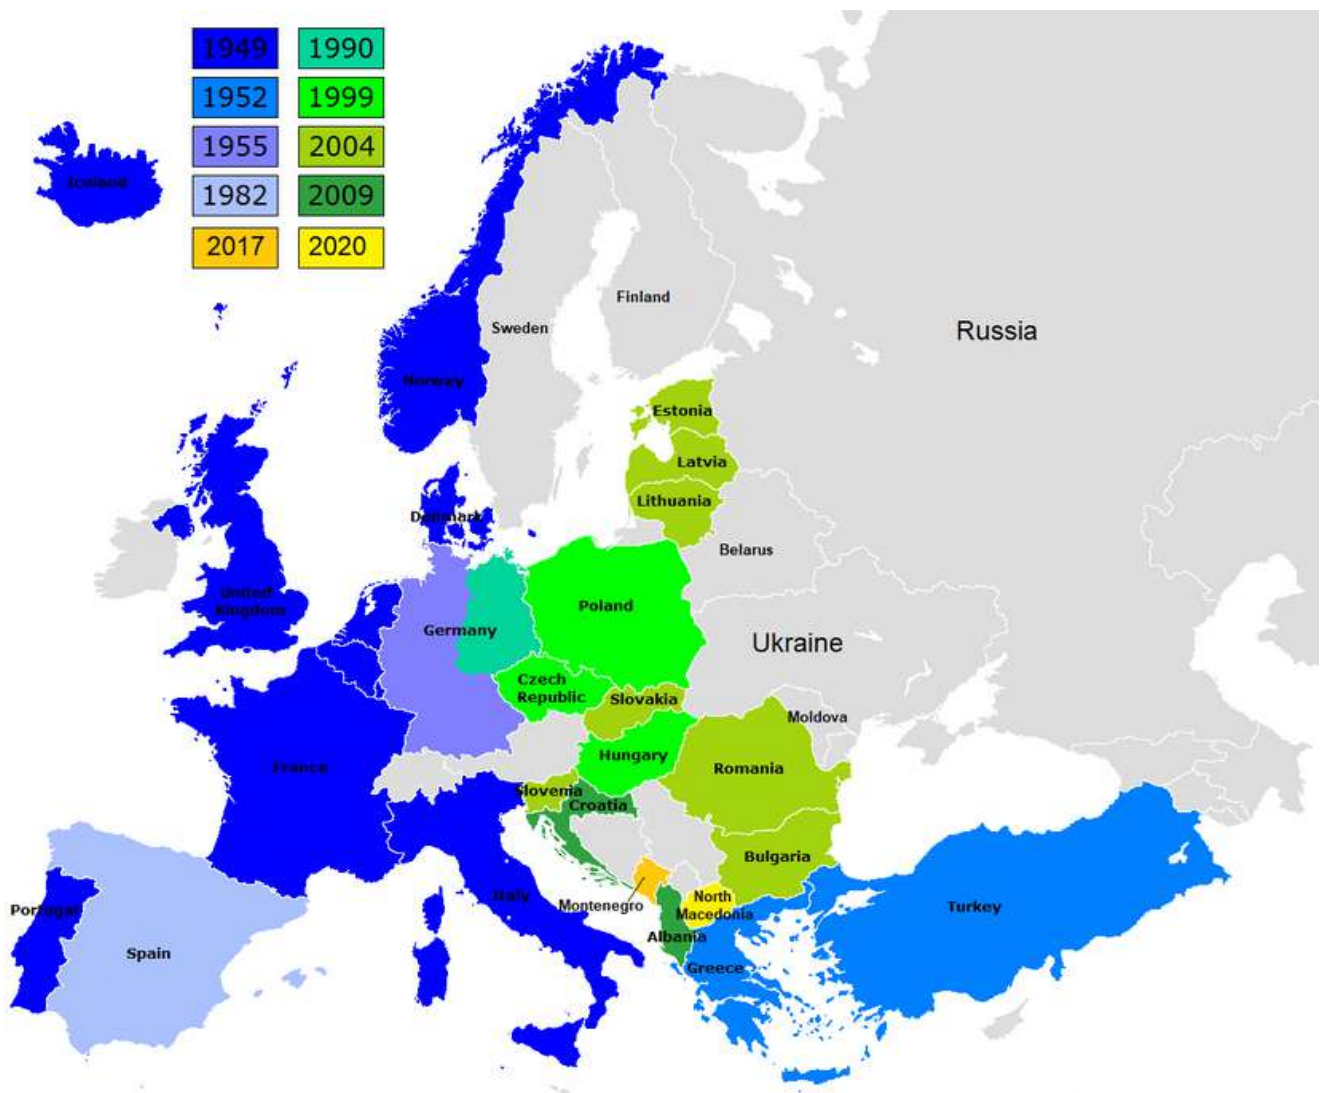 1949 1990
1952 1999
1955 2004
1982 2009
2017 2020
Iceland
Finland
Sweden
Russia
Norway
Estonia
Latvia
Lithuania
Denmark
Belarus
United
Kingdom
Poland
Germany
Ukraine
Czech
Republic
Slovakia
Moldova
Hungary
France
Romania
Slovenia
Croatia
Bulgaria
Italy
Montenegro
North
Macedonia
Portugal
Turkey
Albania
Spain
Greece